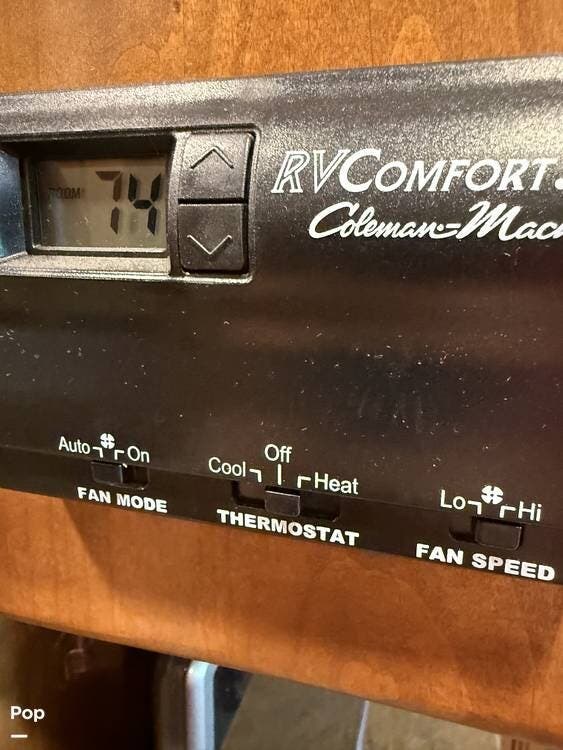 ROOM 74
RVCOMFORT.
Coleman-Mach
Auto On
FAN MODE
Off
Cool Heat
THERMOSTAT
Lo Hi
FAN SPEED
Pop